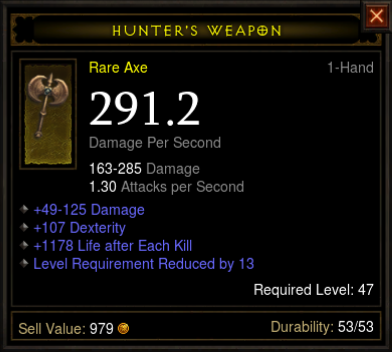 HUNTER'S WEAPON
Rare Axe 1-Hand
291.2
Damage Per Second
163-285 Damage
1.30 Attacks per Second
+49-125 Damage
+107 Dexterity
+1178 Life after Each Kill
Level Requirement Reduced by 13
Required Level: 47
Sell Value: 979 Durability: 53/53